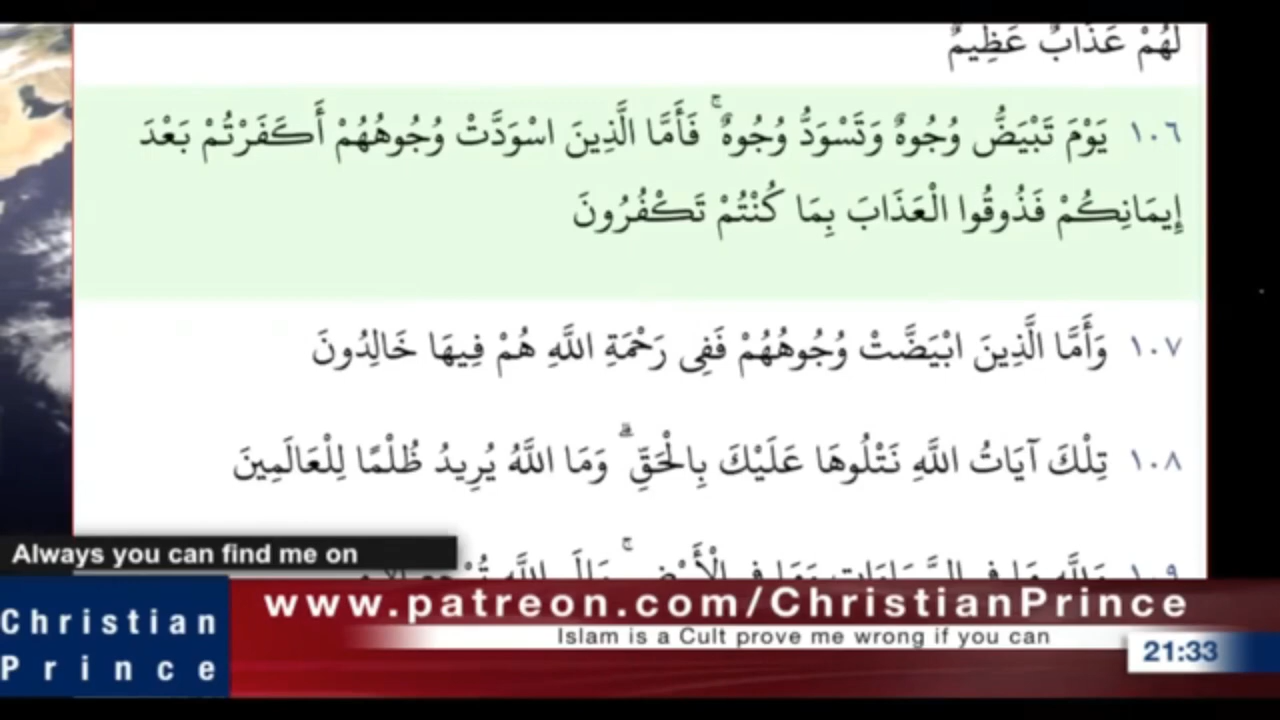 لَهُمْ عَذَابٌ عَظِيمٌ
١٠٦ يَوْمَ تَبْيَضُّ وُجُوهٌ وَتَسْوَدُّ وُجُوهٌ ۚ فَأَمَّا الَّذِينَ اسْوَدَّتْ وُجُوهُهُمْ أَكَفَرْتُمْ بَعْدَ
إِيمَانِكُمْ فَذُوقُوا الْعَذَابَ بِمَا كُنْتُمْ تَكْفُرُونَ
١٠٧ وَأَمَّا الَّذِينَ ابْيَضَّتْ وُجُوهُهُمْ فَفِى رَحْمَةِ اللَّهِ هُمْ فِيهَا خَالِدُونَ
١٠٨ تِلْكَ آيَاتُ اللَّهِ نَتْلُوهَا عَلَيْكَ بِالْحَقِّ ۗ وَمَا اللَّهُ يُرِيدُ ظُلْمًا لِلْعَالَمِينَ
Always you can find me on
www.patreon.com/ChristianPrince
Islam is a Cult prove me wrong if you can
Christian
Prince
21:33